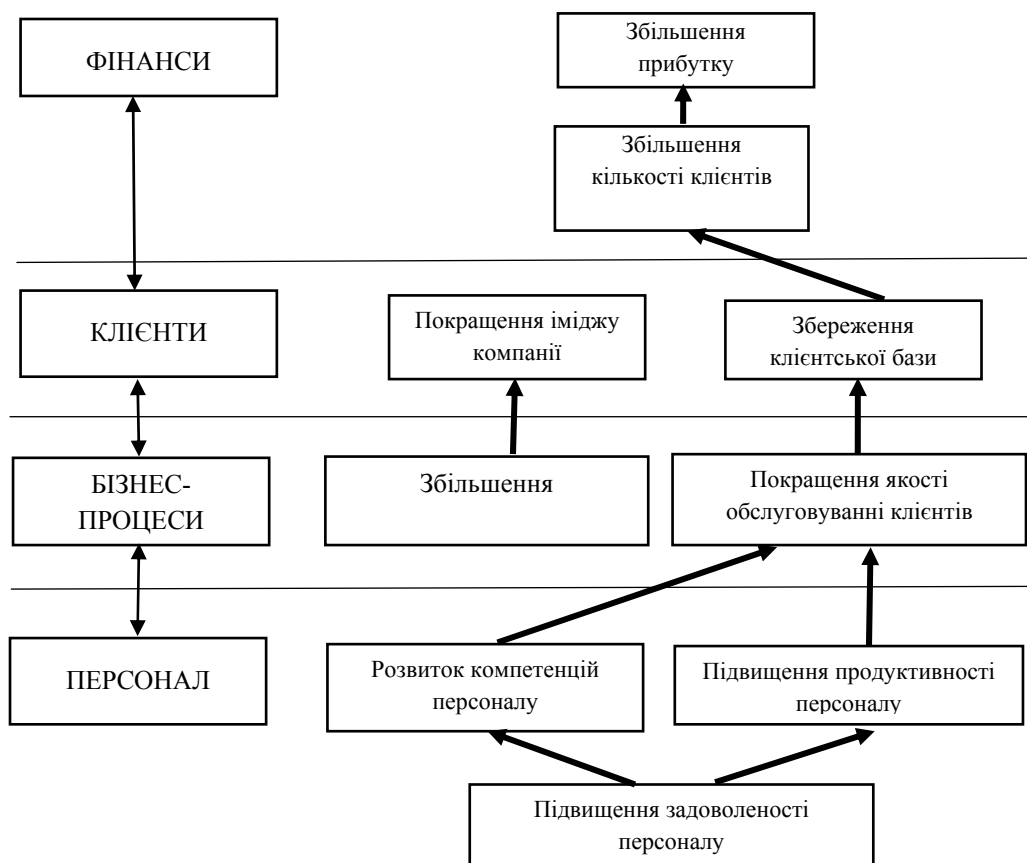 ФІНАНСИ
Збільшення
прибутку
Збільшення
кількості клієнтів
КЛІЄНТИ
Покращення іміджу
компанії
Збереження
клієнтської бази
БІЗНЕС-
ПРОЦЕСИ
Збільшення
Покращення якості
обслуговуванні клієнтів
ПЕРСОНАЛ
Розвиток компетенцій
персоналу
Підвищення продуктивності
персоналу
Підвищення задоволеності
персоналу